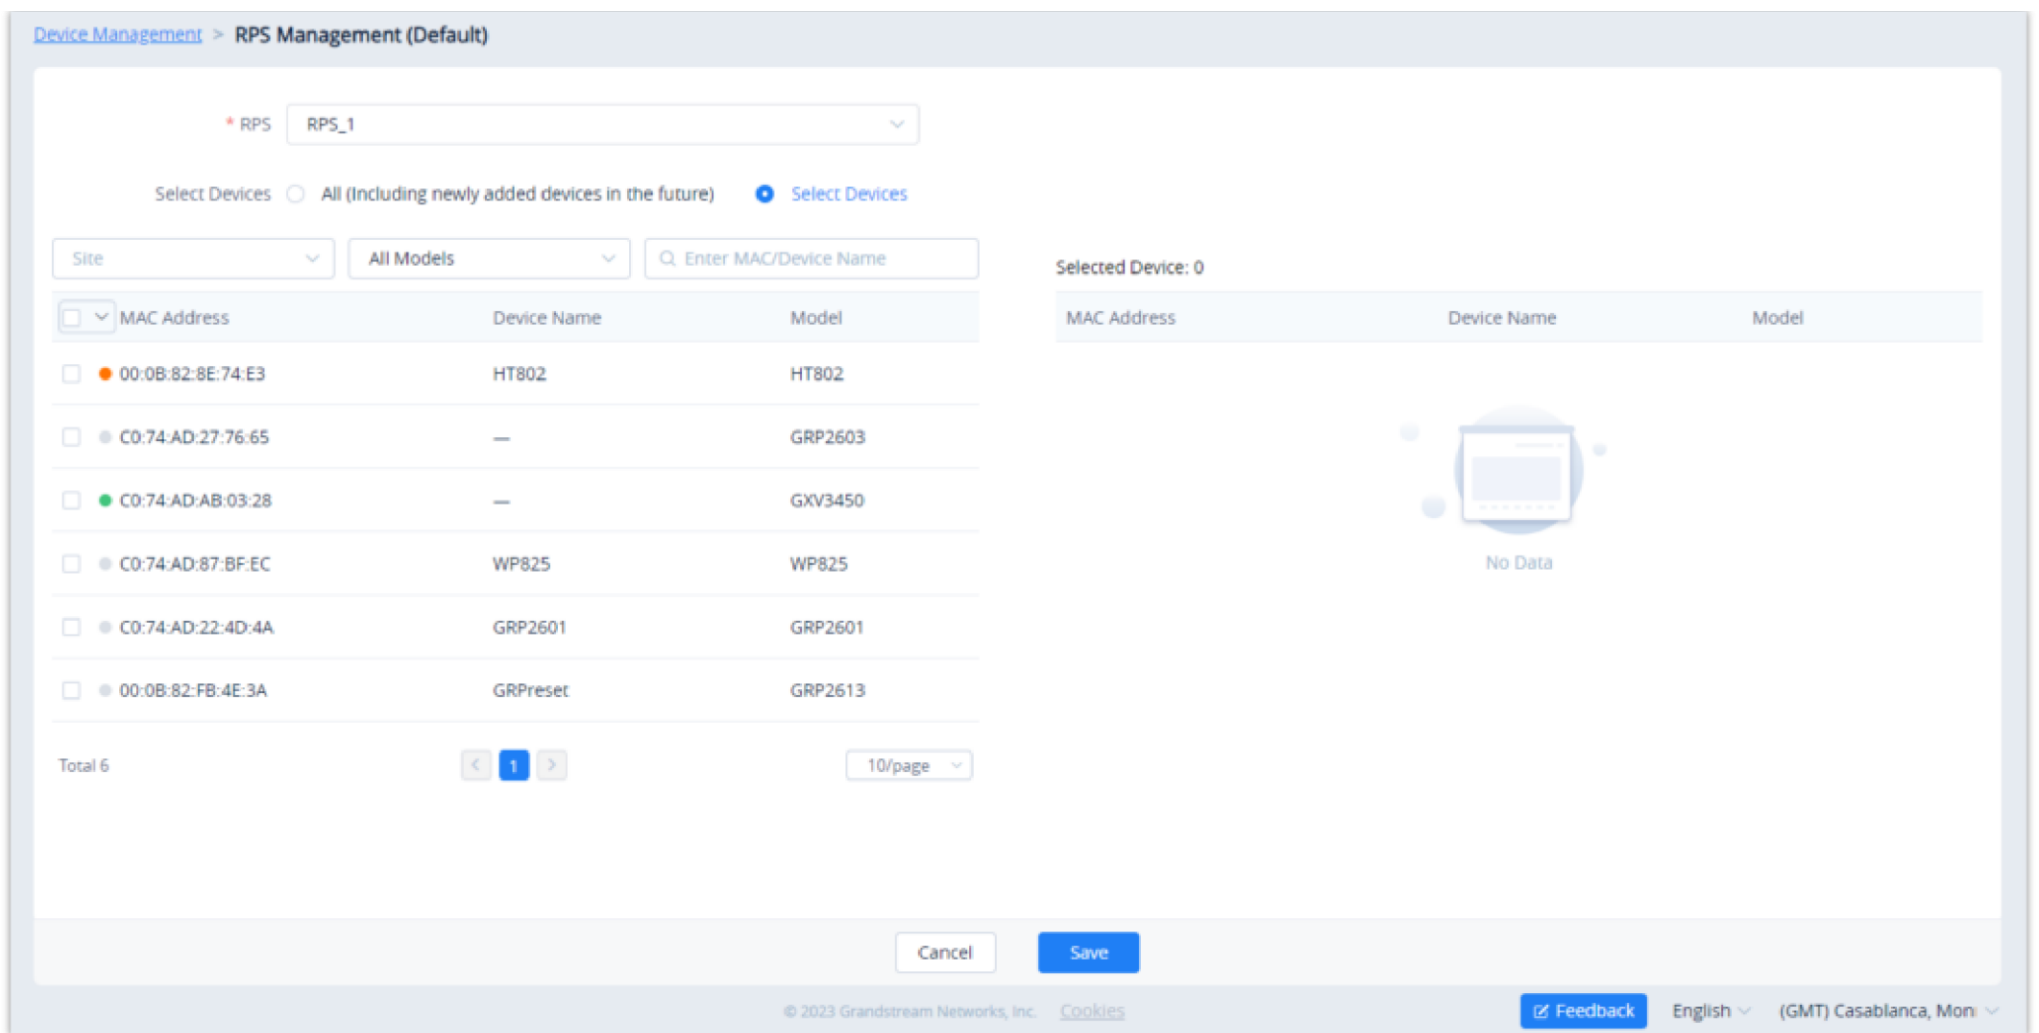 Device Management > RPS Management (Default)
* RPS RPS_1
Select Devices All (Including newly added devices in the future) Select Devices
Site All Models Enter MAC/Device Name
Selected Device: 0
MAC Address Device Name Model
MAC Address Device Name Model
00:0B:82:8E:74:E3 HT802 HT802
C0:74:AD:27:76:65 — GRP2603
C0:74:AD:AB:03:28 — GXV3450
C0:74:AD:87:BF:EC WP825 WP825
C0:74:AD:22:4D:4A GRP2601 GRP2601
00:0B:82:FB:4E:3A GRPreset GRP2613
No Data
Total 6 < 1 > 10/page
Cancel Save
© 2023 Grandstream Networks, Inc. Cookies Feedback English (GMT) Casablanca, Mon